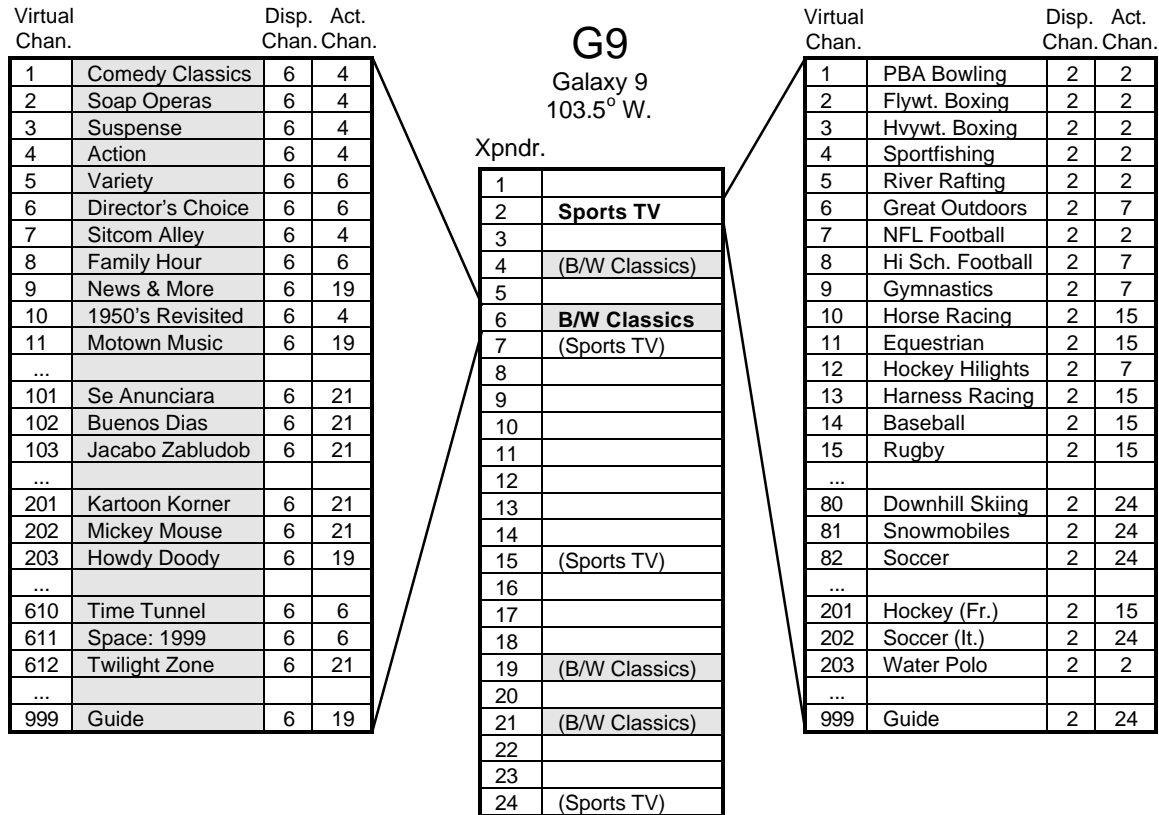 Virtual Chan. Disp. Chan. Act. Chan.
1 Comedy Classics 6 4
2 Soap Operas 6 4
3 Suspense 6 4
4 Action 6 4
5 Variety 6 6
6 Director's Choice 6 6
7 Sitcom Alley 6 4
8 Family Hour 6 6
9 News & More 6 19
10 1950's Revisited 6 4
11 Motown Music 6 19
...
101 Se Anunciara 6 21
102 Buenos Dias 6 21
103 Jacabo Zabludob 6 21
...
201 Kartoon Korner 6 21
202 Mickey Mouse 6 21
203 Howdy Doody 6 19
...
610 Time Tunnel 6 6
611 Space: 1999 6 6
612 Twilight Zone 6 21
...
999 Guide 6 19
G9
Galaxy 9
103.5° W.
Xpndr.
1
2 Sports TV
3
4 (B/W Classics)
5
6 B/W Classics
7 (Sports TV)
8
9
10
11
12
13
14
15 (Sports TV)
16
17
18
19 (B/W Classics)
20
21 (B/W Classics)
22
23
24 (Sports TV)
Virtual Chan. Disp. Chan. Act. Chan.
1 PBA Bowling 2 2
2 Flywt. Boxing 2 2
3 Hvywt. Boxing 2 2
4 Sportfishing 2 2
5 River Rafting 2 2
6 Great Outdoors 2 7
7 NFL Football 2 2
8 Hi Sch. Football 2 7
9 Gymnastics 2 7
10 Horse Racing 2 15
11 Equestrian 2 15
12 Hockey Hilights 2 7
13 Harness Racing 2 15
14 Baseball 2 15
15 Rugby 2 15
...
80 Downhill Skiing 2 24
81 Snowmobiles 2 24
82 Soccer 2 24
...
201 Hockey (Fr.) 2 15
202 Soccer (It.) 2 24
203 Water Polo 2 2
...
999 Guide 2 24